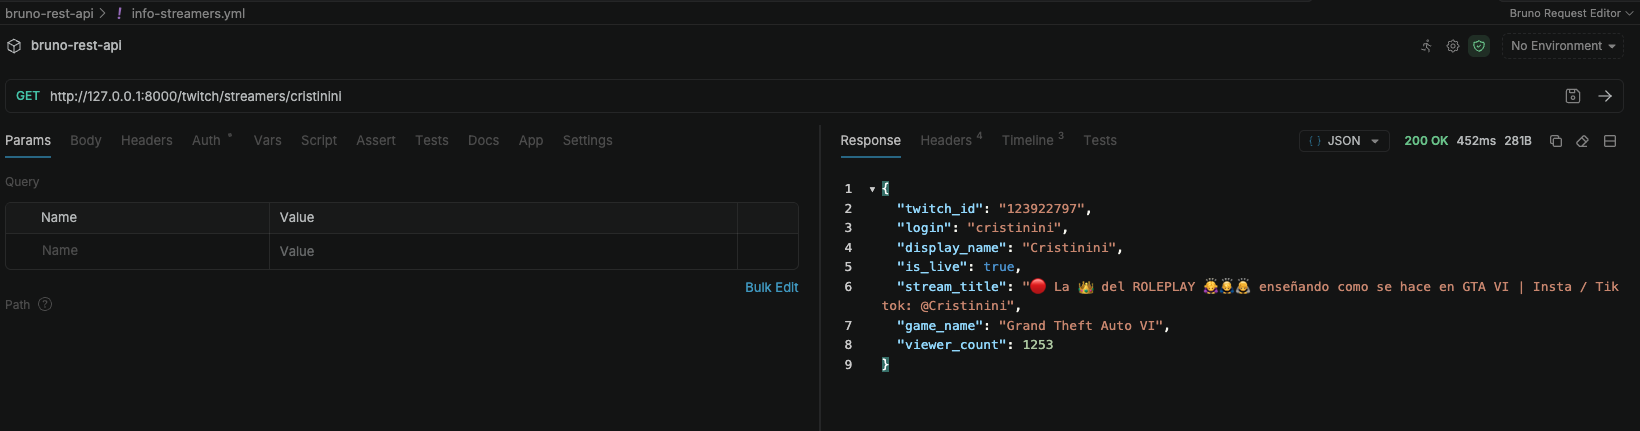 bruno-rest-api > ! info-streamers.yml
Bruno Request Editor
bruno-rest-api
No Environment
GET http://127.0.0.1:8000/twitch/streamers/cristinini
Params Body Headers Auth * Vars Script Assert Tests Docs App Settings
Response Headers 4 Timeline 3 Tests
{ } JSON 200 OK 452ms 281B
Query
Name Value
Name Value
Bulk Edit
Path ?
1 {
2 "twitch_id": "123922797",
3 "login": "cristinini",
4 "display_name": "Cristinini",
5 "is_live": true,
6 "stream_title": "🔴 La 👑 del ROLEPLAY 🙇‍♀️🙇‍♀️🙇‍♀️ enseñando como se hace en GTA VI | Insta / Tik
tok: @Cristinini",
7 "game_name": "Grand Theft Auto VI",
8 "viewer_count": 1253
9 }